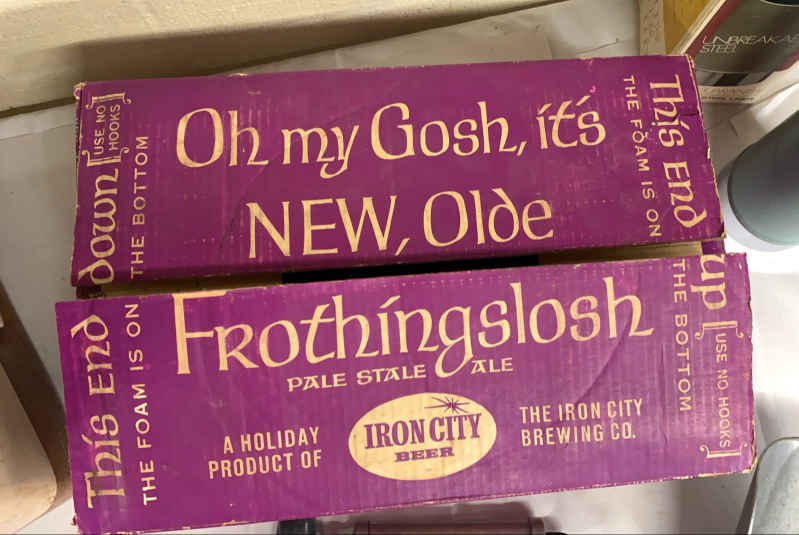 Oh my Gosh, it's
NEW, Olde
Frothingslosh
PALE STALE ALE
A HOLIDAY
PRODUCT OF
IRON CITY
BEER
THE IRON CITY
BREWING CO.
This End down
[USE NO
HOOKS]
THE FOAM IS ON THE BOTTOM
This End up
[USE NO HOOKS]
THE FOAM IS ON THE BOTTOM
UNBREAKABLE
STEEL